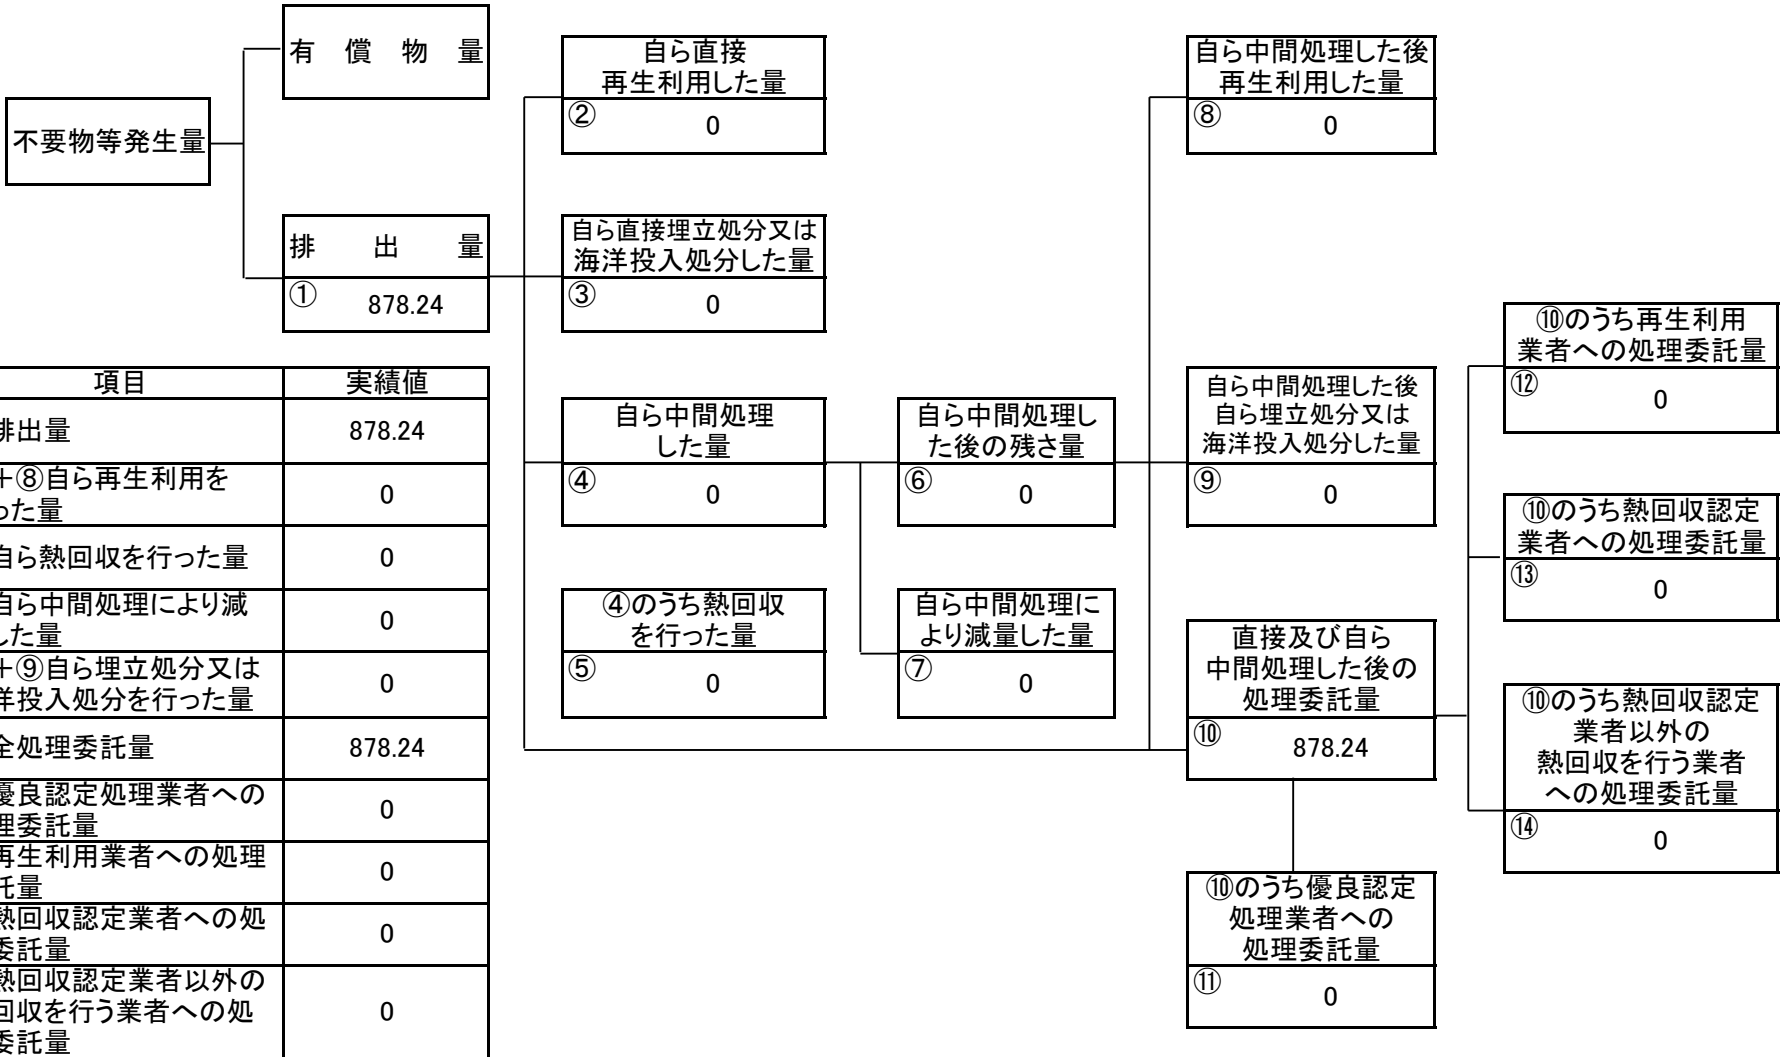 有償物量
不要物等発生量
排出量
① 878.24
自ら直接
再生利用した量
② 0
自ら直接埋立処分又は
海洋投入処分した量
③ 0
自ら中間処理
した量
④ 0
④のうち熱回収
を行った量
⑤ 0
自ら中間処理し
た後の残さ量
⑥ 0
自ら中間処理に
より減量した量
⑦ 0
自ら中間処理した後
再生利用した量
⑧ 0
自ら中間処理した後
自ら埋立処分又は
海洋投入処分した量
⑨ 0
直接及び自ら
中間処理した後の
処理委託量
⑩ 878.24
⑩のうち優良認定
処理業者への
処理委託量
⑪ 0
⑩のうち再生利用
業者への処理委託量
⑫ 0
⑩のうち熱回収認定
業者への処理委託量
⑬ 0
⑩のうち熱回収認定
業者以外の
熱回収を行う業者
への処理委託量
⑭ 0
項目 実績値
排出量 878.24
+⑧自ら再生利用を
った量 0
自ら熱回収を行った量 0
自ら中間処理により減
した量 0
+⑨自ら埋立処分又は
洋投入処分を行った量 0
全処理委託量 878.24
優良認定処理業者への
理委託量 0
再生利用業者への処理
託量 0
熱回収認定業者への処
委託量 0
熱回収認定業者以外の
回収を行う業者への処
委託量 0